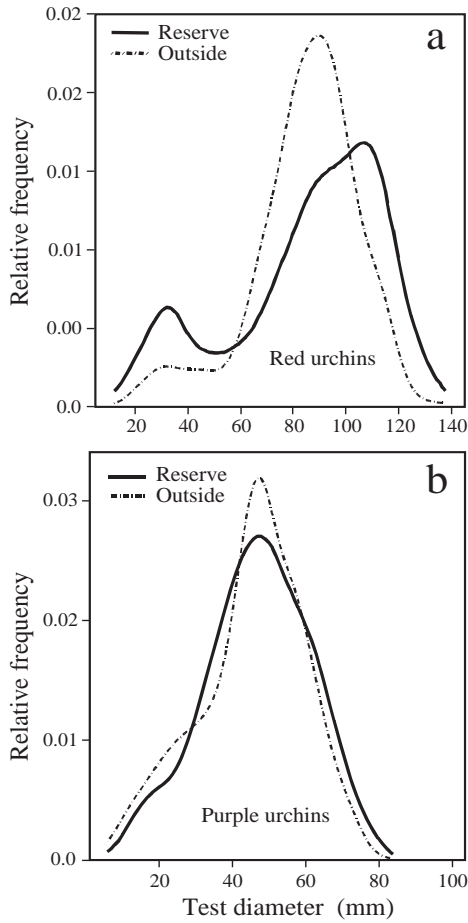 0.02
Reserve
Outside
a
0.02
0.01
0.01
0.00
0.0
Relative frequency
Red urchins
20 40 60 80 100 120 140
Reserve
Outside
b
0.03
0.02
0.01
0.0
Relative frequency
Purple urchins
20 40 60 80 100
Test diameter (mm)